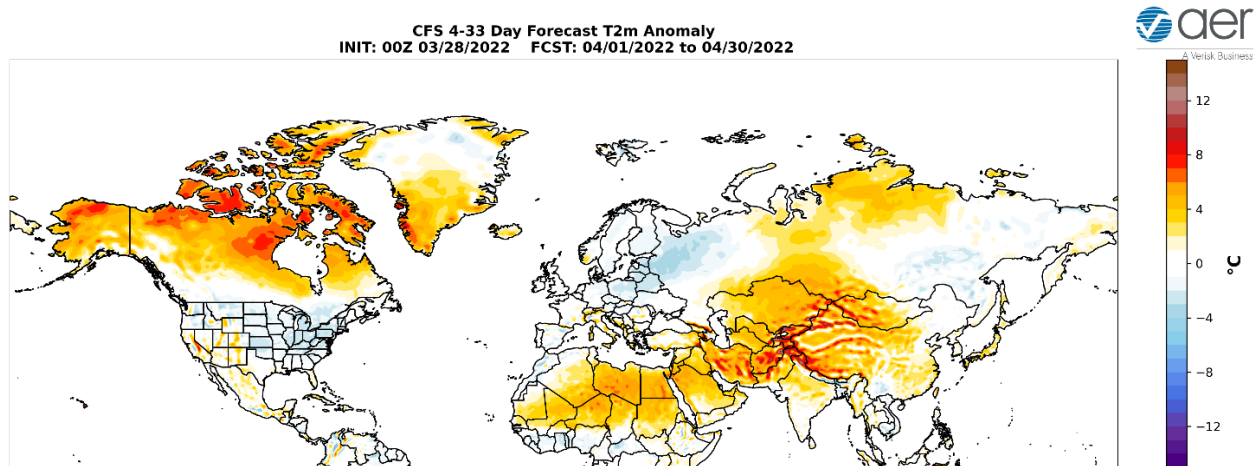 aer
A Verisk Business
CFS 4-33 Day Forecast T2m Anomaly
INIT: 00Z 03/28/2022 FCST: 04/01/2022 to 04/30/2022
12
8
4
0
−4
−8
−12
°C